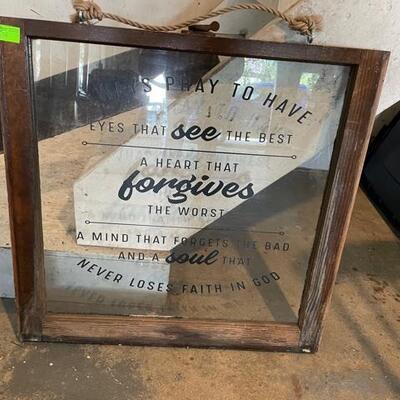 PRAY TO HAVE
EYES THAT see THE BEST
A HEART THAT
forgives
THE WORST
A MIND THAT FORGETS THE BAD
AND A soul THAT
NEVER LOSES FAITH IN GOD